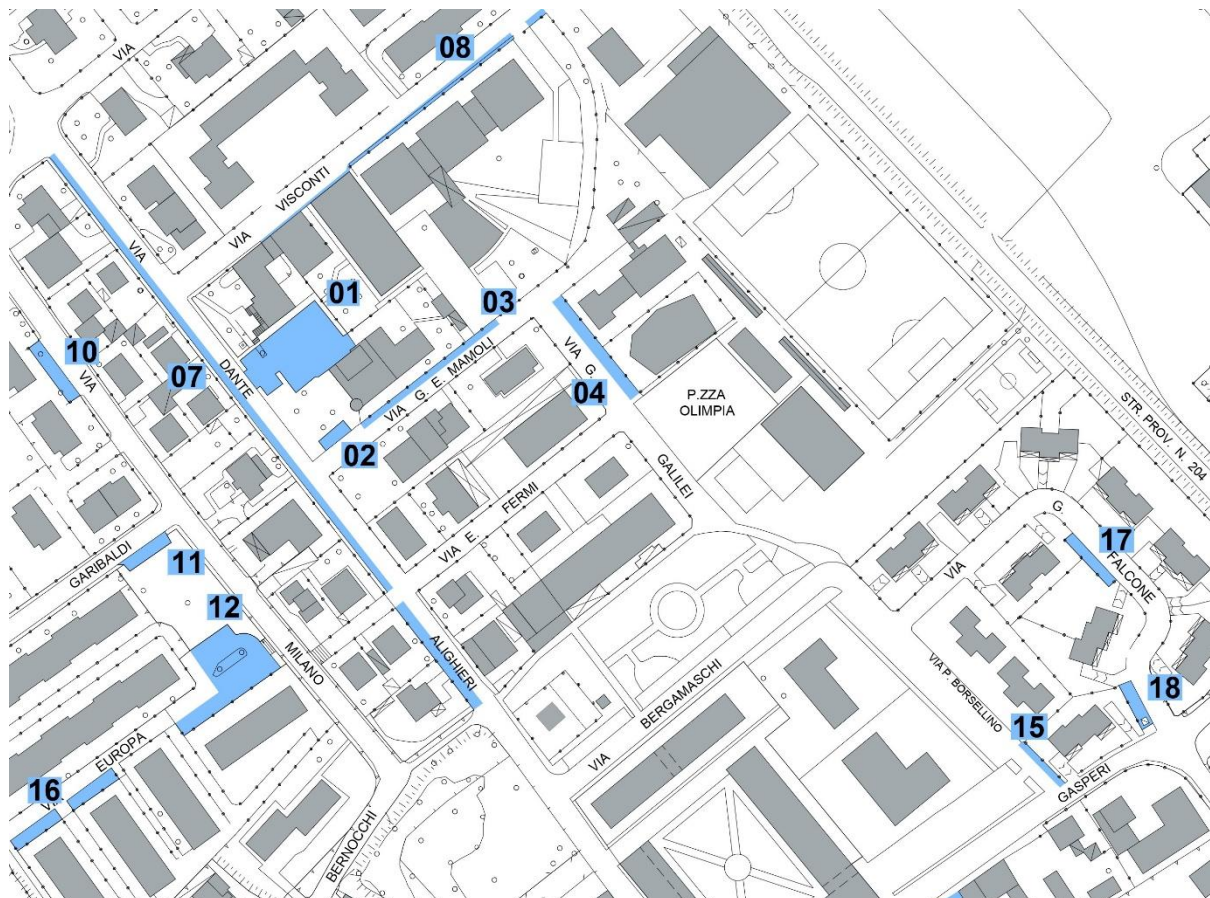 08
VIA
VISCONTI
VIA
VIA
01
03
10
VIA
07
DANTE
VIA G. E. MAMOLI
VIA G.
04
P.ZZA
OLIMPIA
02
STR. PROV. N. 204
GALILEI
VIA E. FERMI
GARIBALDI
11
G.
17
FALCONE
VIA
12
MILANO
ALIGHIERI
BERGAMASCHI
VIA
VIA P. BORSELLINO
18
15
GASPERI
EUROPA
16
VIA
BERNOCCHI